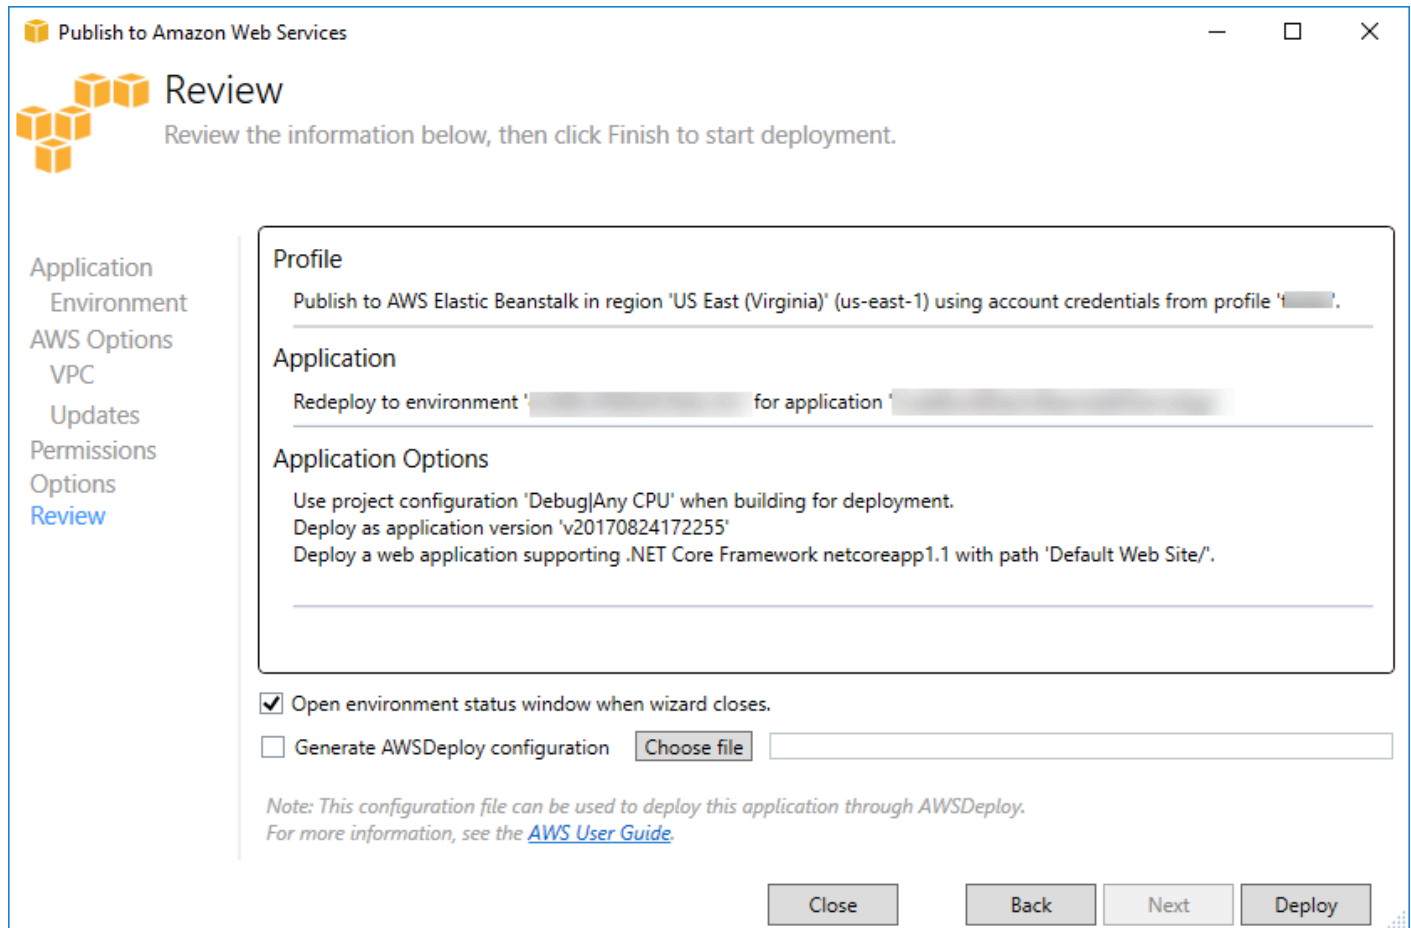 Publish to Amazon Web Services
Review
Review the information below, then click Finish to start deployment.
Application
Environment
AWS Options
VPC
Updates
Permissions
Options
Review
Profile
Publish to AWS Elastic Beanstalk in region 'US East (Virginia)' (us-east-1) using account credentials from profile '       '.
Application
Redeploy to environment '        for application '
Application Options
Use project configuration 'Debug|Any CPU' when building for deployment.
Deploy as application version 'v20170824172255'
Deploy a web application supporting .NET Core Framework netcoreapp1.1 with path 'Default Web Site/'.
Open environment status window when wizard closes.
Generate AWSDeploy configuration Choose file
Note: This configuration file can be used to deploy this application through AWSDeploy.
For more information, see the AWS User Guide.
Close Back Next Deploy